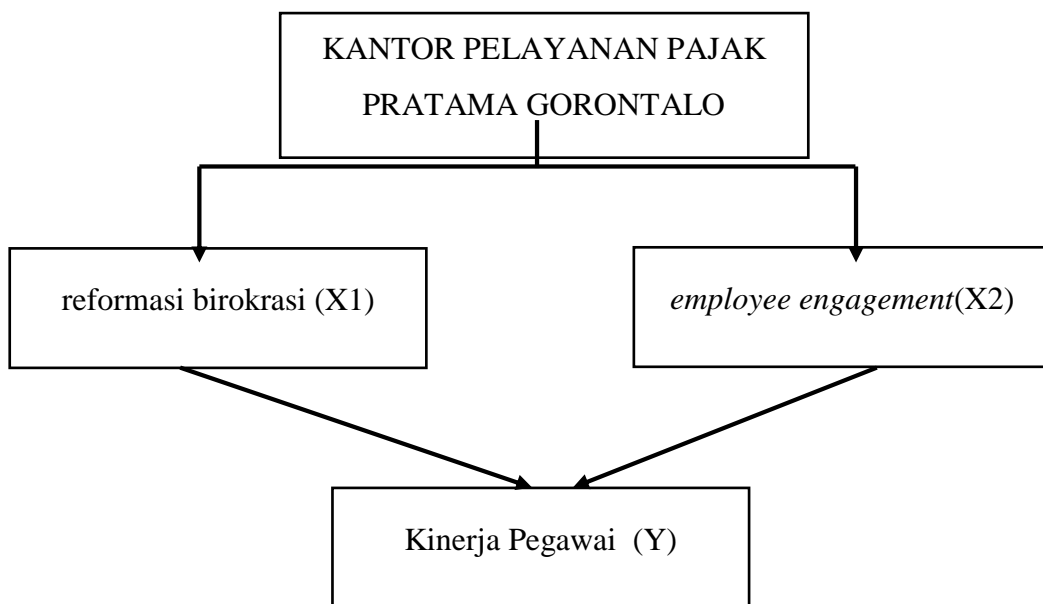 KANTOR PELAYANAN PAJAK
PRATAMA GORONTALO
reformasi birokrasi (X1)
employee engagement(X2)
Kinerja Pegawai (Y)